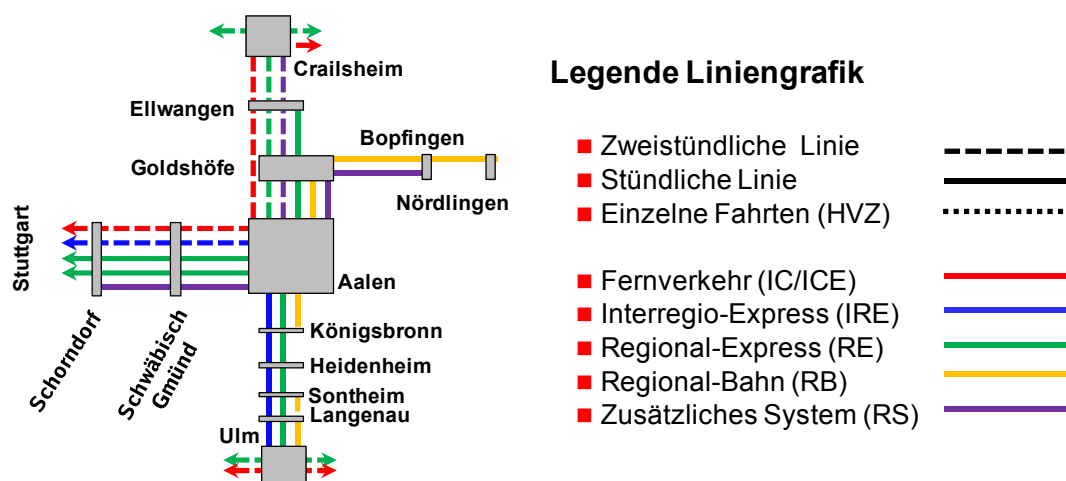 Crailsheim
Ellwangen
Bopfingen
Goldshöfe
Nördlingen
Stuttgart
Aalen
Schorndorf
Schwäbisch
Gmünd
Königsbronn
Heidenheim
Sontheim
Langenau
Ulm
Legende Liniengrafik
Zweistündliche Linie
Stündliche Linie
Einzelne Fahrten (HVZ)
Fernverkehr (IC/ICE)
Interregio-Express (IRE)
Regional-Express (RE)
Regional-Bahn (RB)
Zusätzliches System (RS)